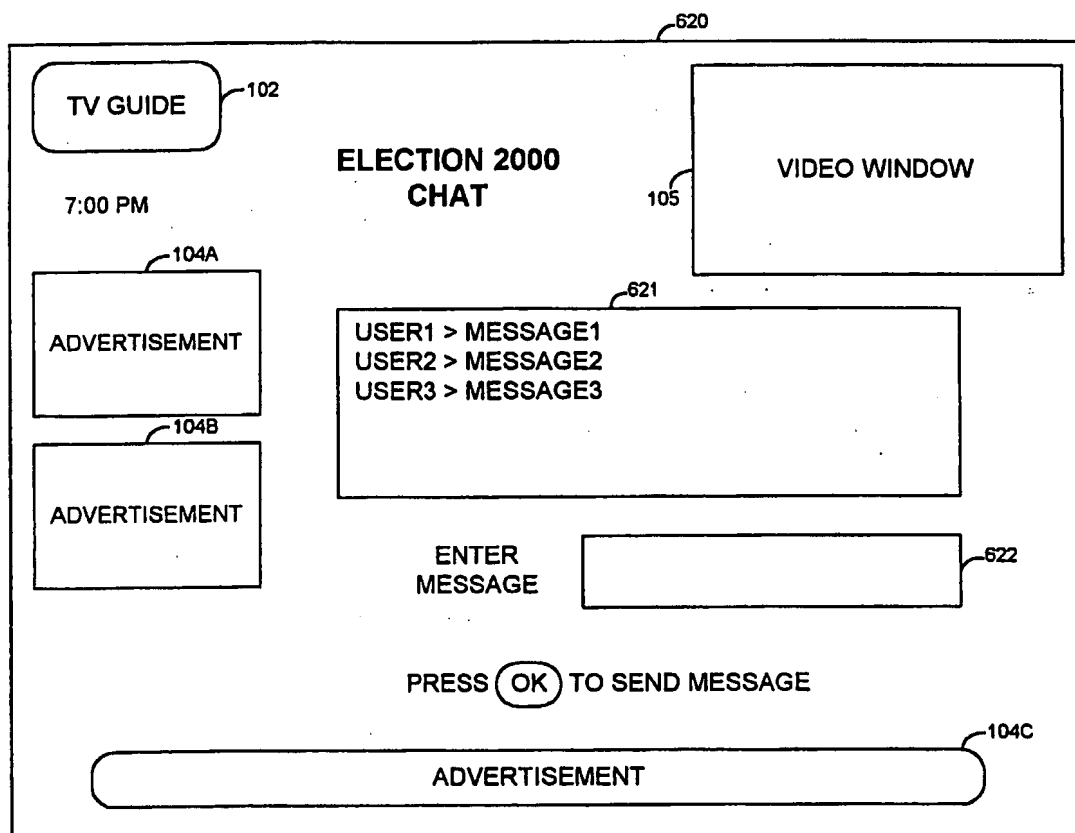 620
TV GUIDE
102
ELECTION 2000
CHAT
VIDEO WINDOW
105
7:00 PM
104A
ADVERTISEMENT
621
USER1 > MESSAGE1
USER2 > MESSAGE2
USER3 > MESSAGE3
104B
ADVERTISEMENT
ENTER
MESSAGE
622
PRESS OK TO SEND MESSAGE
104C
ADVERTISEMENT